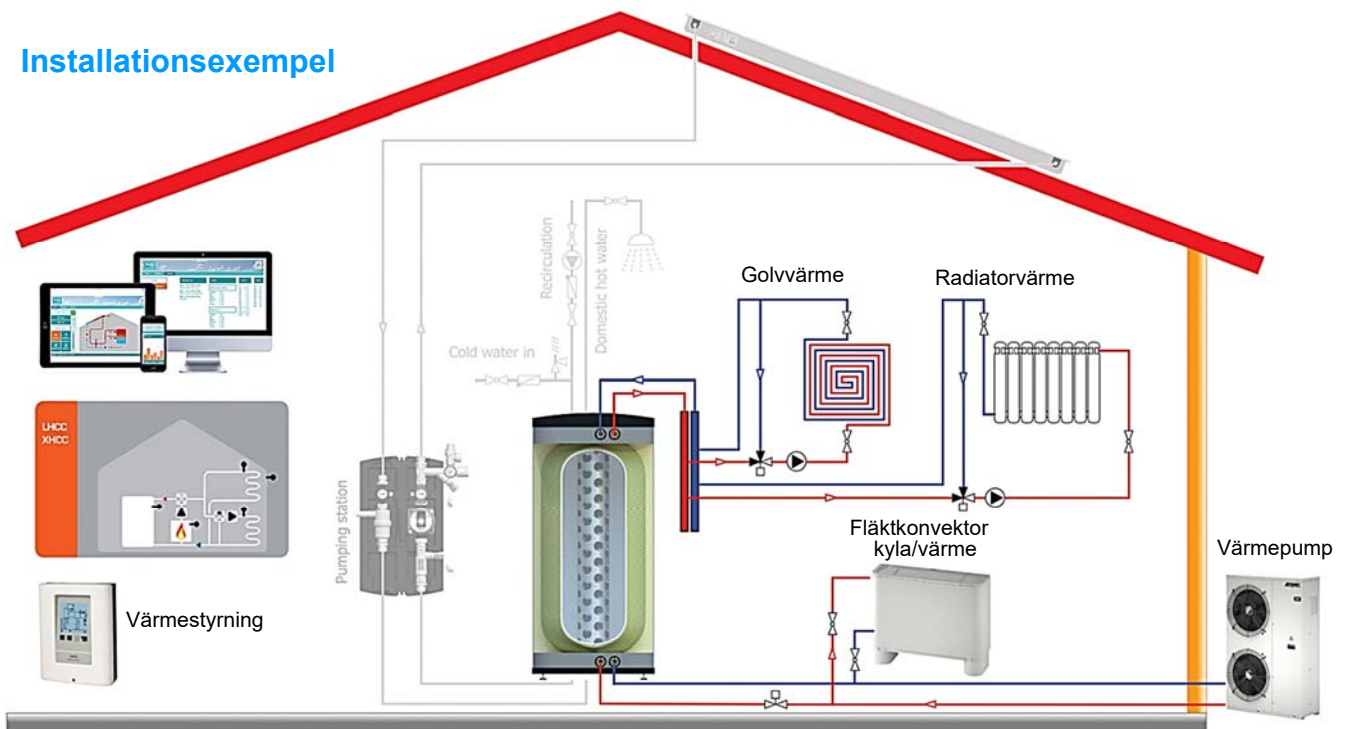 Installationsexempel
Recirculation
Domestic hot water
Golvvärme
Radiatorvärme
Cold water in
LHCC
XHCC
Pumping station
Fläktkonvektor
kyla/värme
Värmepump
Värmestyrning